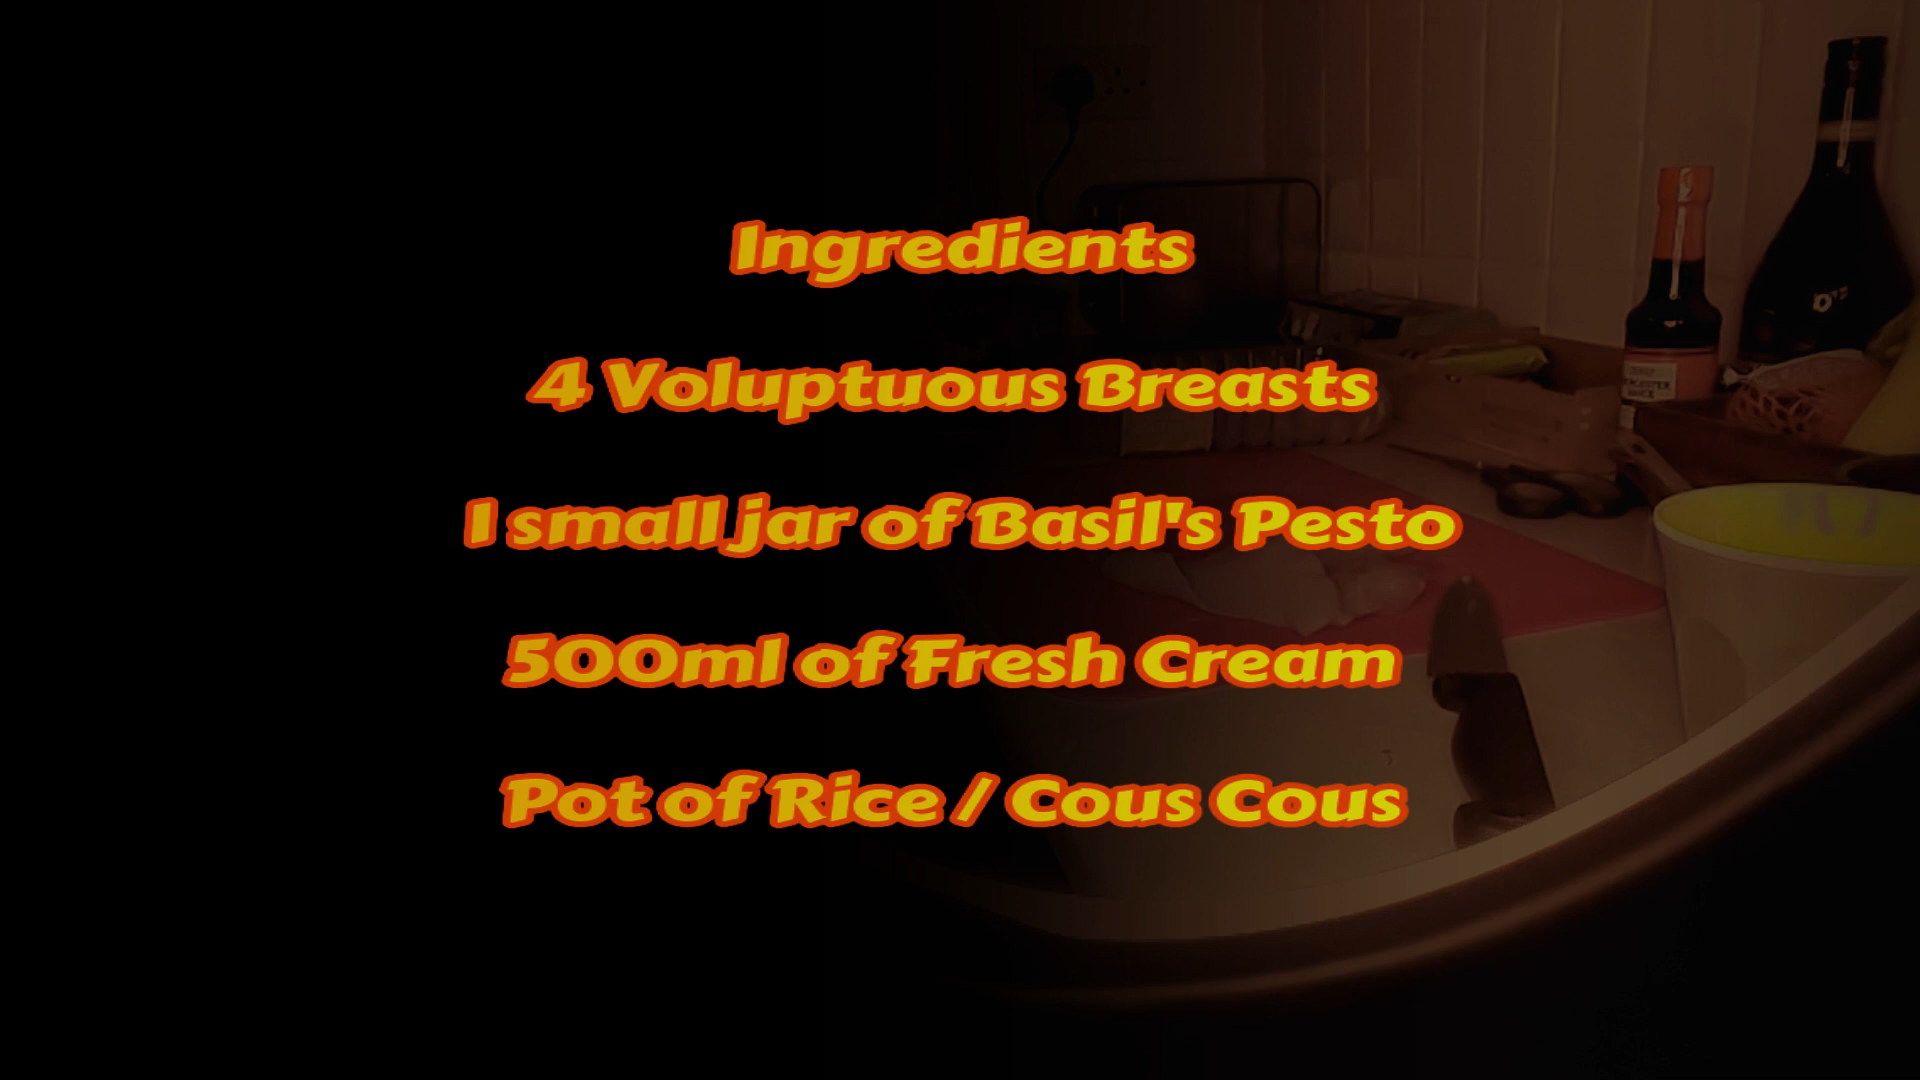 Ingredients
4 Voluptuous Breasts
1 small jar of Basil's Pesto
500ml of Fresh Cream
Pot of Rice / Cous Cous